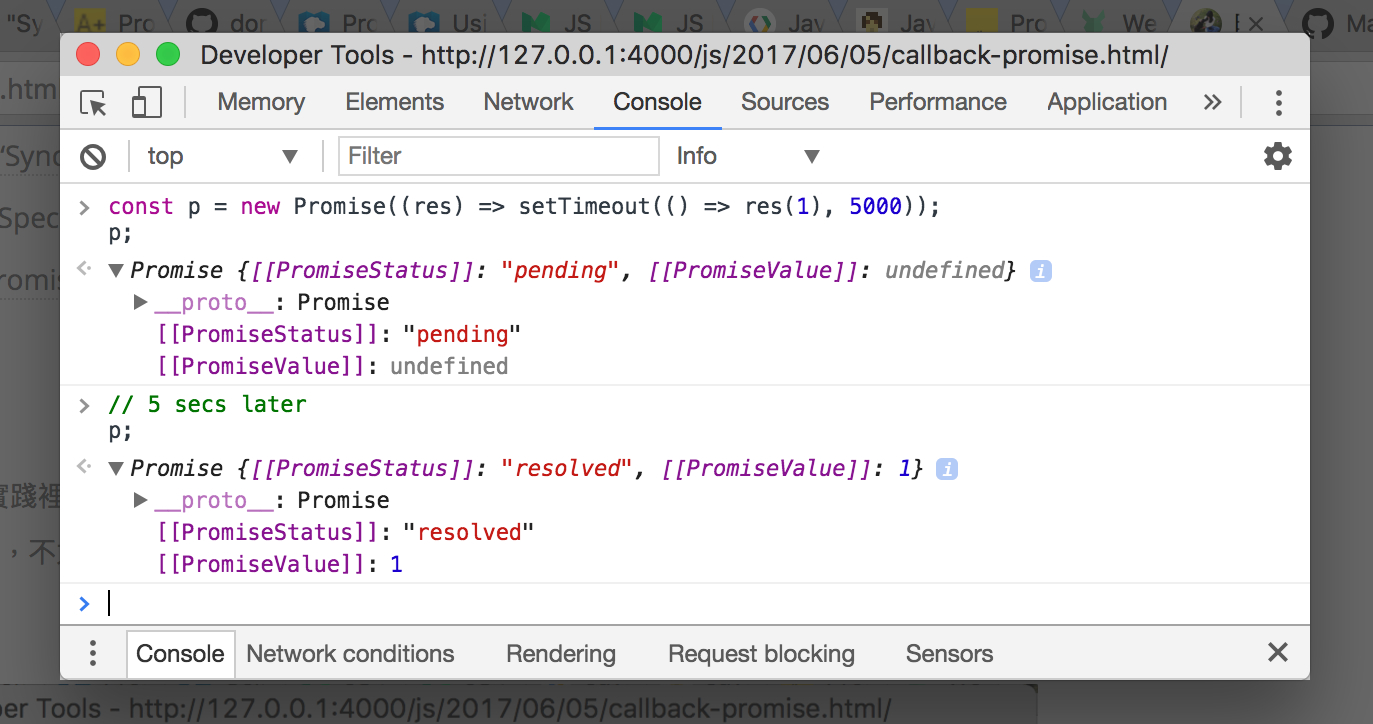 "Sy
Pro
dor
Pro
Usi
JS
JS
Jav
Jav
Pro
We
Ma
Developer Tools - http://127.0.0.1:4000/js/2017/06/05/callback-promise.html/
.htm
Memory Elements Network Console Sources Performance Application »
top ▼ Filter Info ▼
"Sync
Spec
romis
> const p = new Promise((res) => setTimeout(() => res(1), 5000));
p;
Promise {[[PromiseStatus]]: "pending", [[PromiseValue]]: undefined} i
__proto__: Promise
[[PromiseStatus]]: "pending"
[[PromiseValue]]: undefined
> // 5 secs later
p;
Promise {[[PromiseStatus]]: "resolved", [[PromiseValue]]: 1} i
__proto__: Promise
[[PromiseStatus]]: "resolved"
[[PromiseValue]]: 1
>
實踐裡
，不
Console Network conditions Rendering Request blocking Sensors
er Tools - http://127.0.0.1:4000/js/2017/06/05/callback-promise.html/